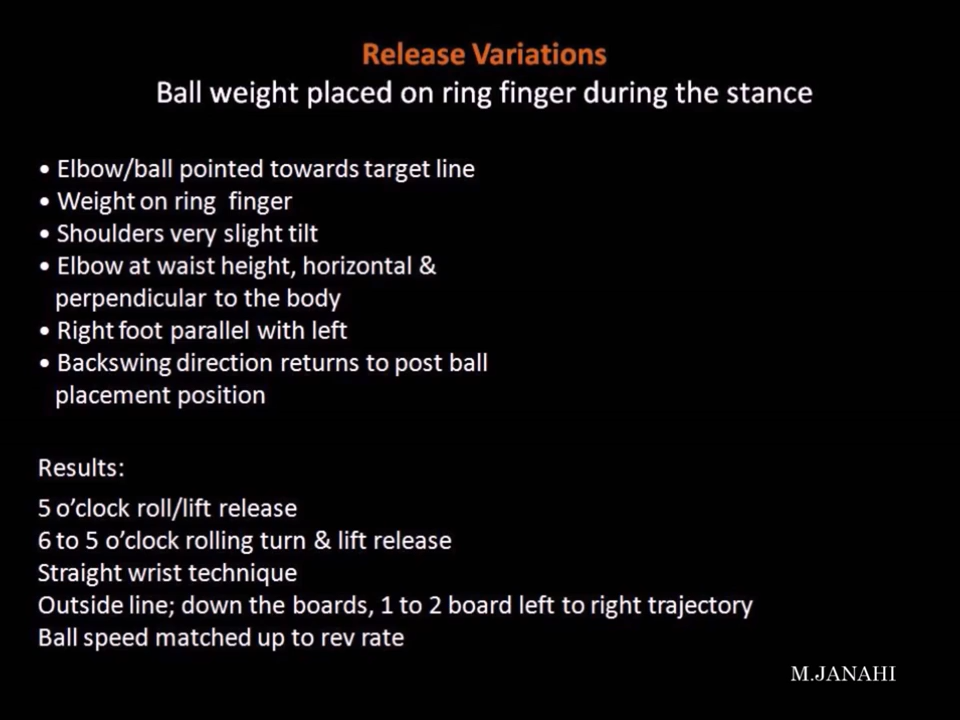 Release Variations
Ball weight placed on ring finger during the stance
• Elbow/ball pointed towards target line
• Weight on ring finger
• Shoulders very slight tilt
• Elbow at waist height, horizontal &
perpendicular to the body
• Right foot parallel with left
• Backswing direction returns to post ball
placement position
Results:
5 o’clock roll/lift release
6 to 5 o’clock rolling turn & lift release
Straight wrist technique
Outside line; down the boards, 1 to 2 board left to right trajectory
Ball speed matched up to rev rate
M.JANAHI